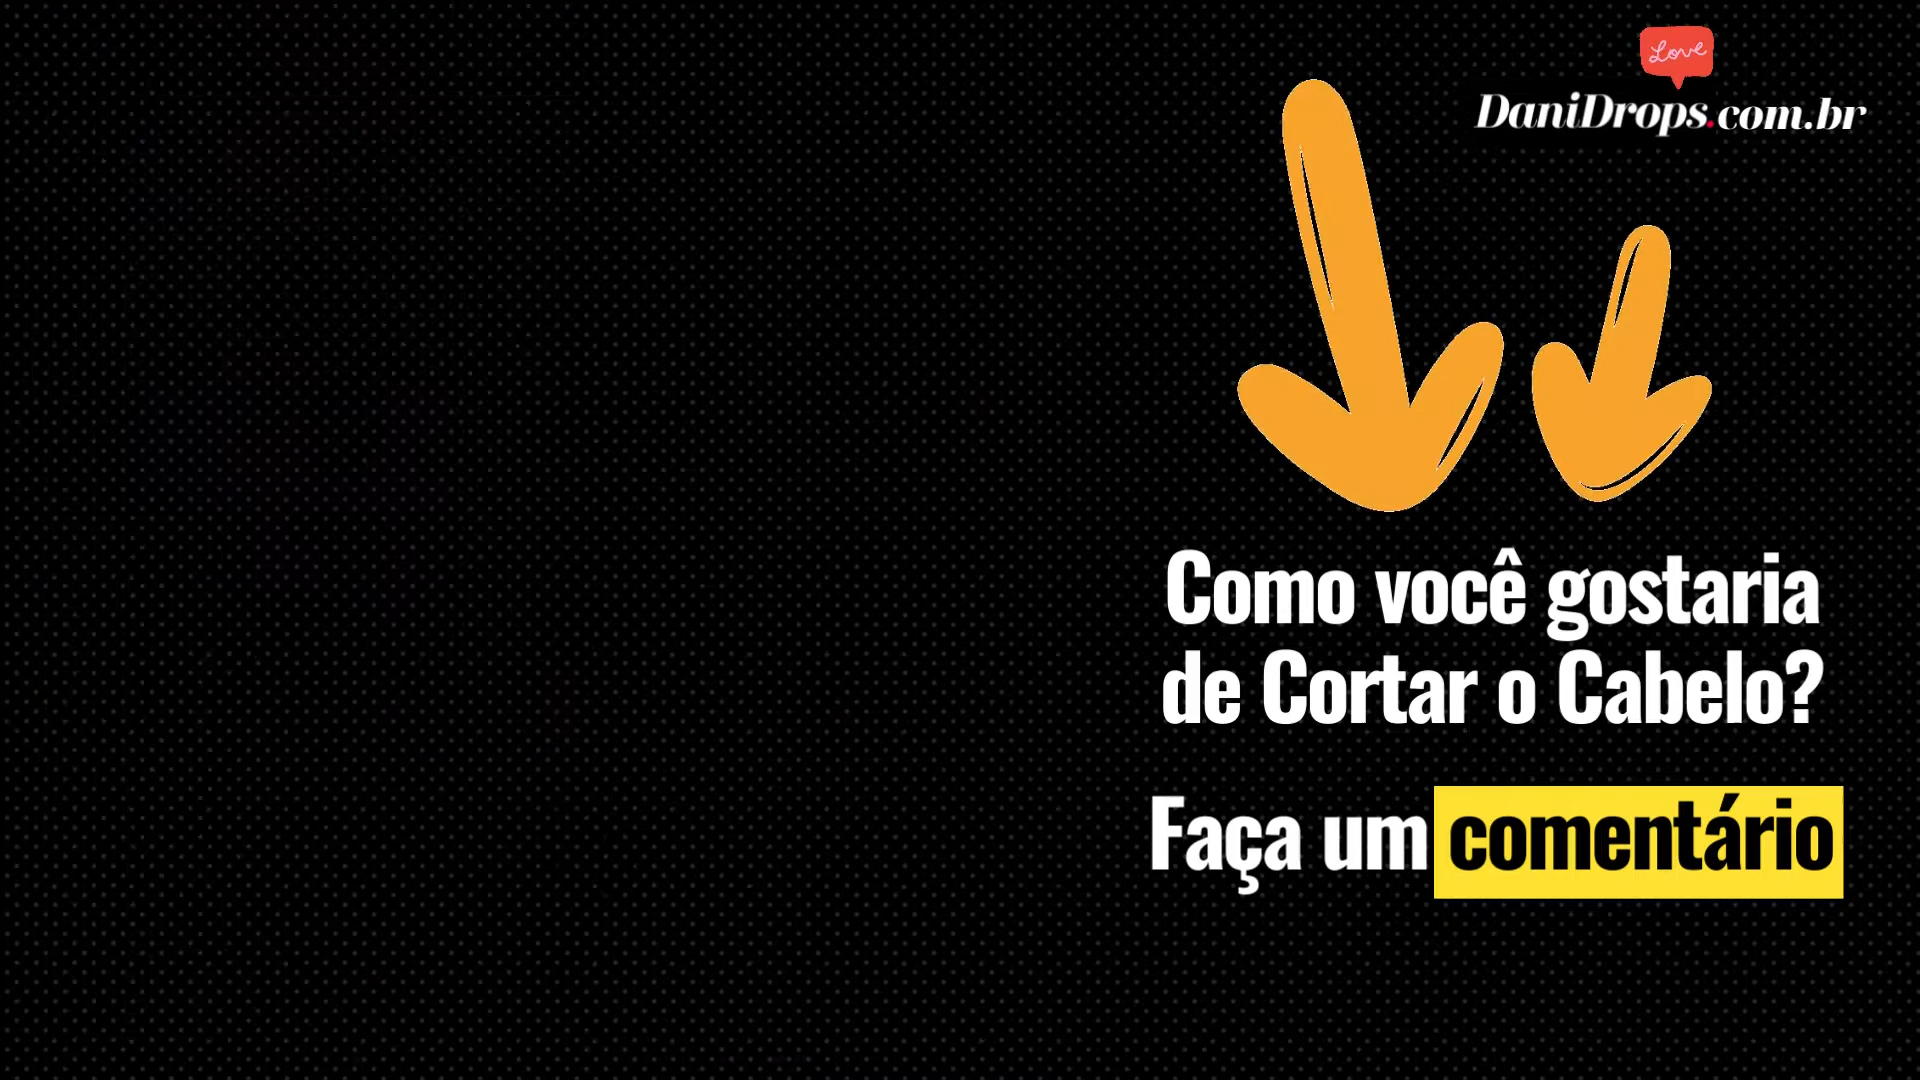 Love
DaniDrops.com.br
Como você gostaria
de Cortar o Cabelo?
Faça um comentário